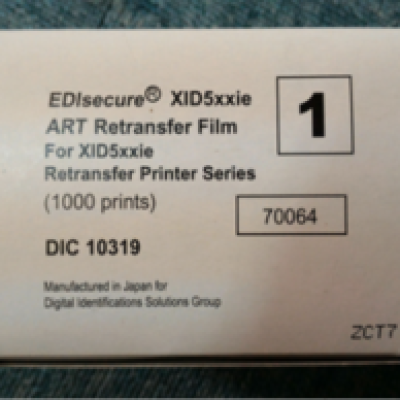 EDIsecure® XID5xxie
1
ART Retransfer Film
For XID5xxie
Retransfer Printer Series
(1000 prints)
70064
DIC 10319
Manufactured in Japan for
Digital Identifications Solutions Group
ZCT7